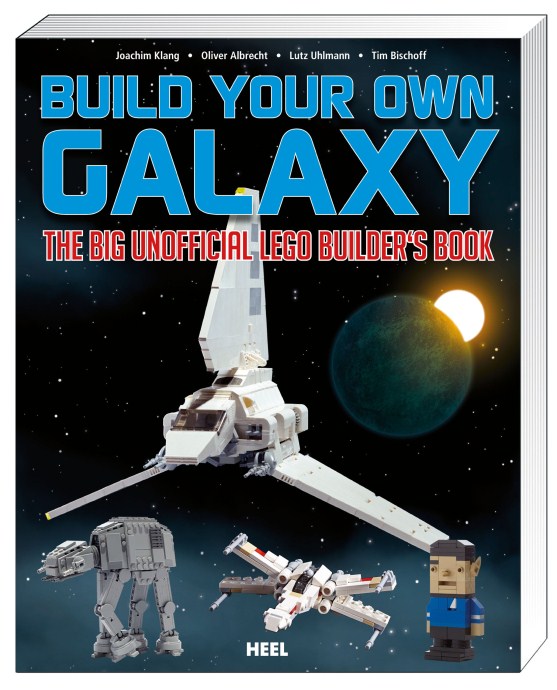 Joachim Klang • Oliver Albrecht • Lutz Uhlmann • Tim Bischoff
BUILD YOUR OWN
GALAXY
THE BIG UNOFFICIAL LEGO BUILDER'S BOOK
HEEL